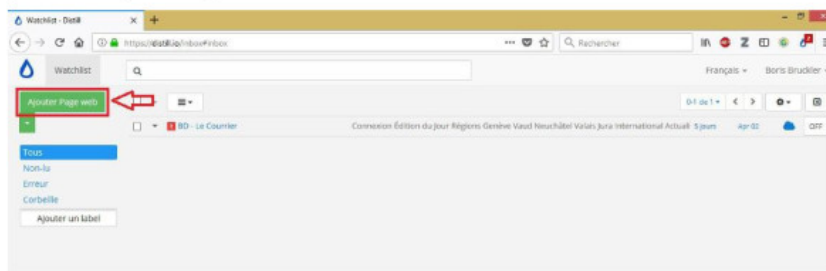 Watchlist - Distill
https://distill.io/inbox#inbox
Rechercher
Watchlist
Français
Boris Bruckler
Ajouter Page web
0-1 de 1
BD - Le Courrier
Connexion Édition du Jour Régions Genève Vaud Neuchâtel Valais Jura International Actuali
5 jours
Apr 03
OFF
Tous
Non-lu
Erreur
Corbeille
Ajouter un label